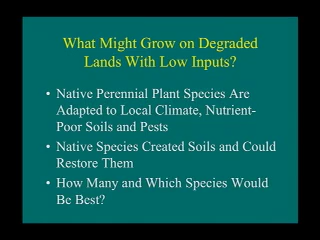 What Might Grow on Degraded
Lands With Low Inputs?
• Native Perennial Plant Species Are
Adapted to Local Climate, Nutrient-
Poor Soils and Pests
• Native Species Created Soils and Could
Restore Them
• How Many and Which Species Would
Be Best?